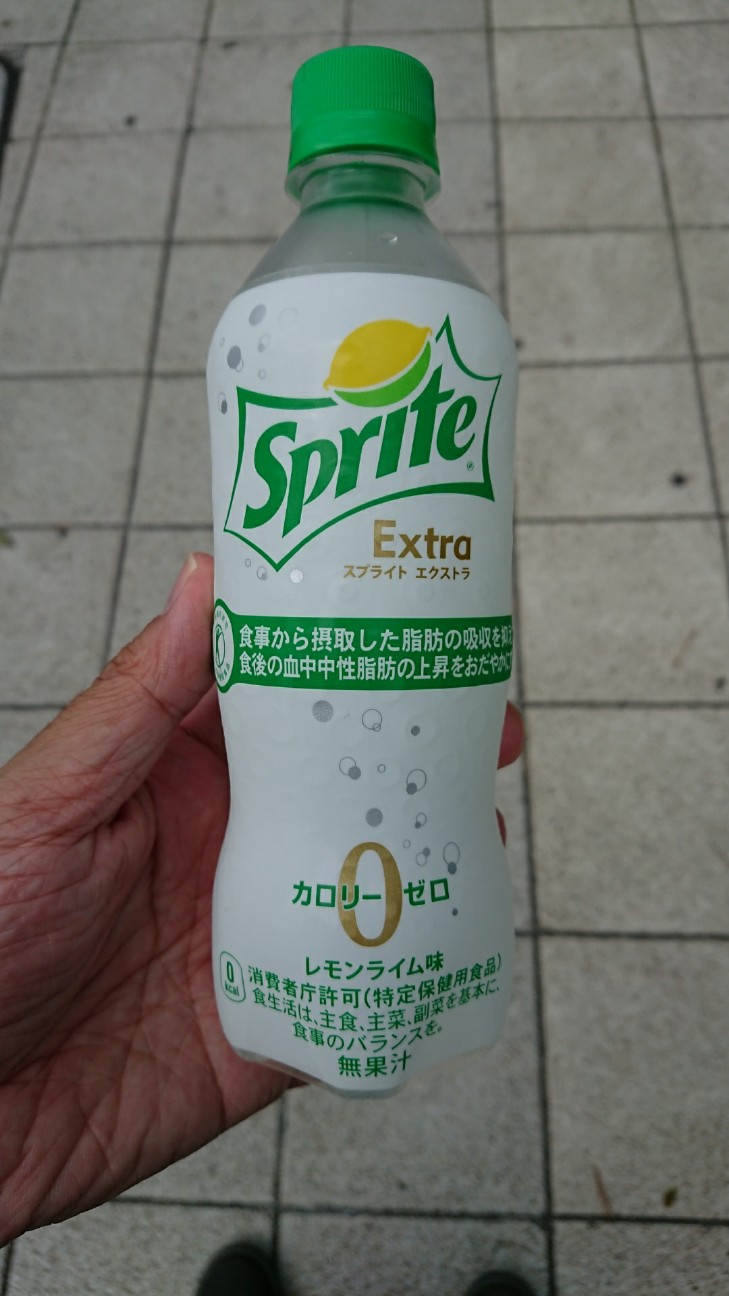 Sprite
Extra
スプライト エクストラ
食事から摂取した脂肪の吸収を抑
食後の血中中性脂肪の上昇をおだやかに
0
カロリー ゼロ
レモンライム味
0
kcal
消費者庁許可(特定保健用食品)
食生活は、主食、主菜、副菜を基本に、
食事のバランスを。
無果汁